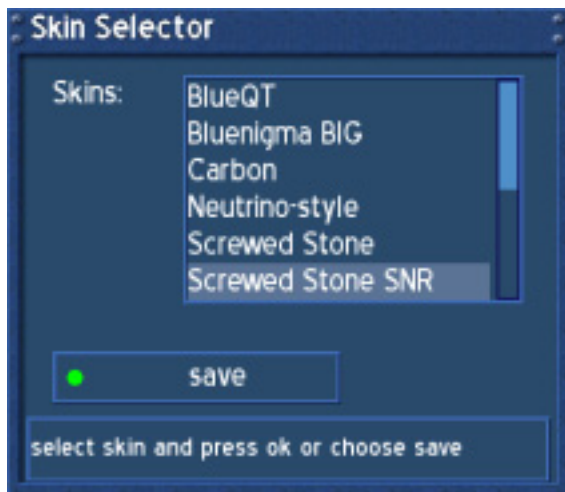 Skin Selector
Skins:
BlueQT
Bluenigma BIG
Carbon
Neutrino-style
Screwed Stone
Screwed Stone SNR
save
select skin and press ok or choose save